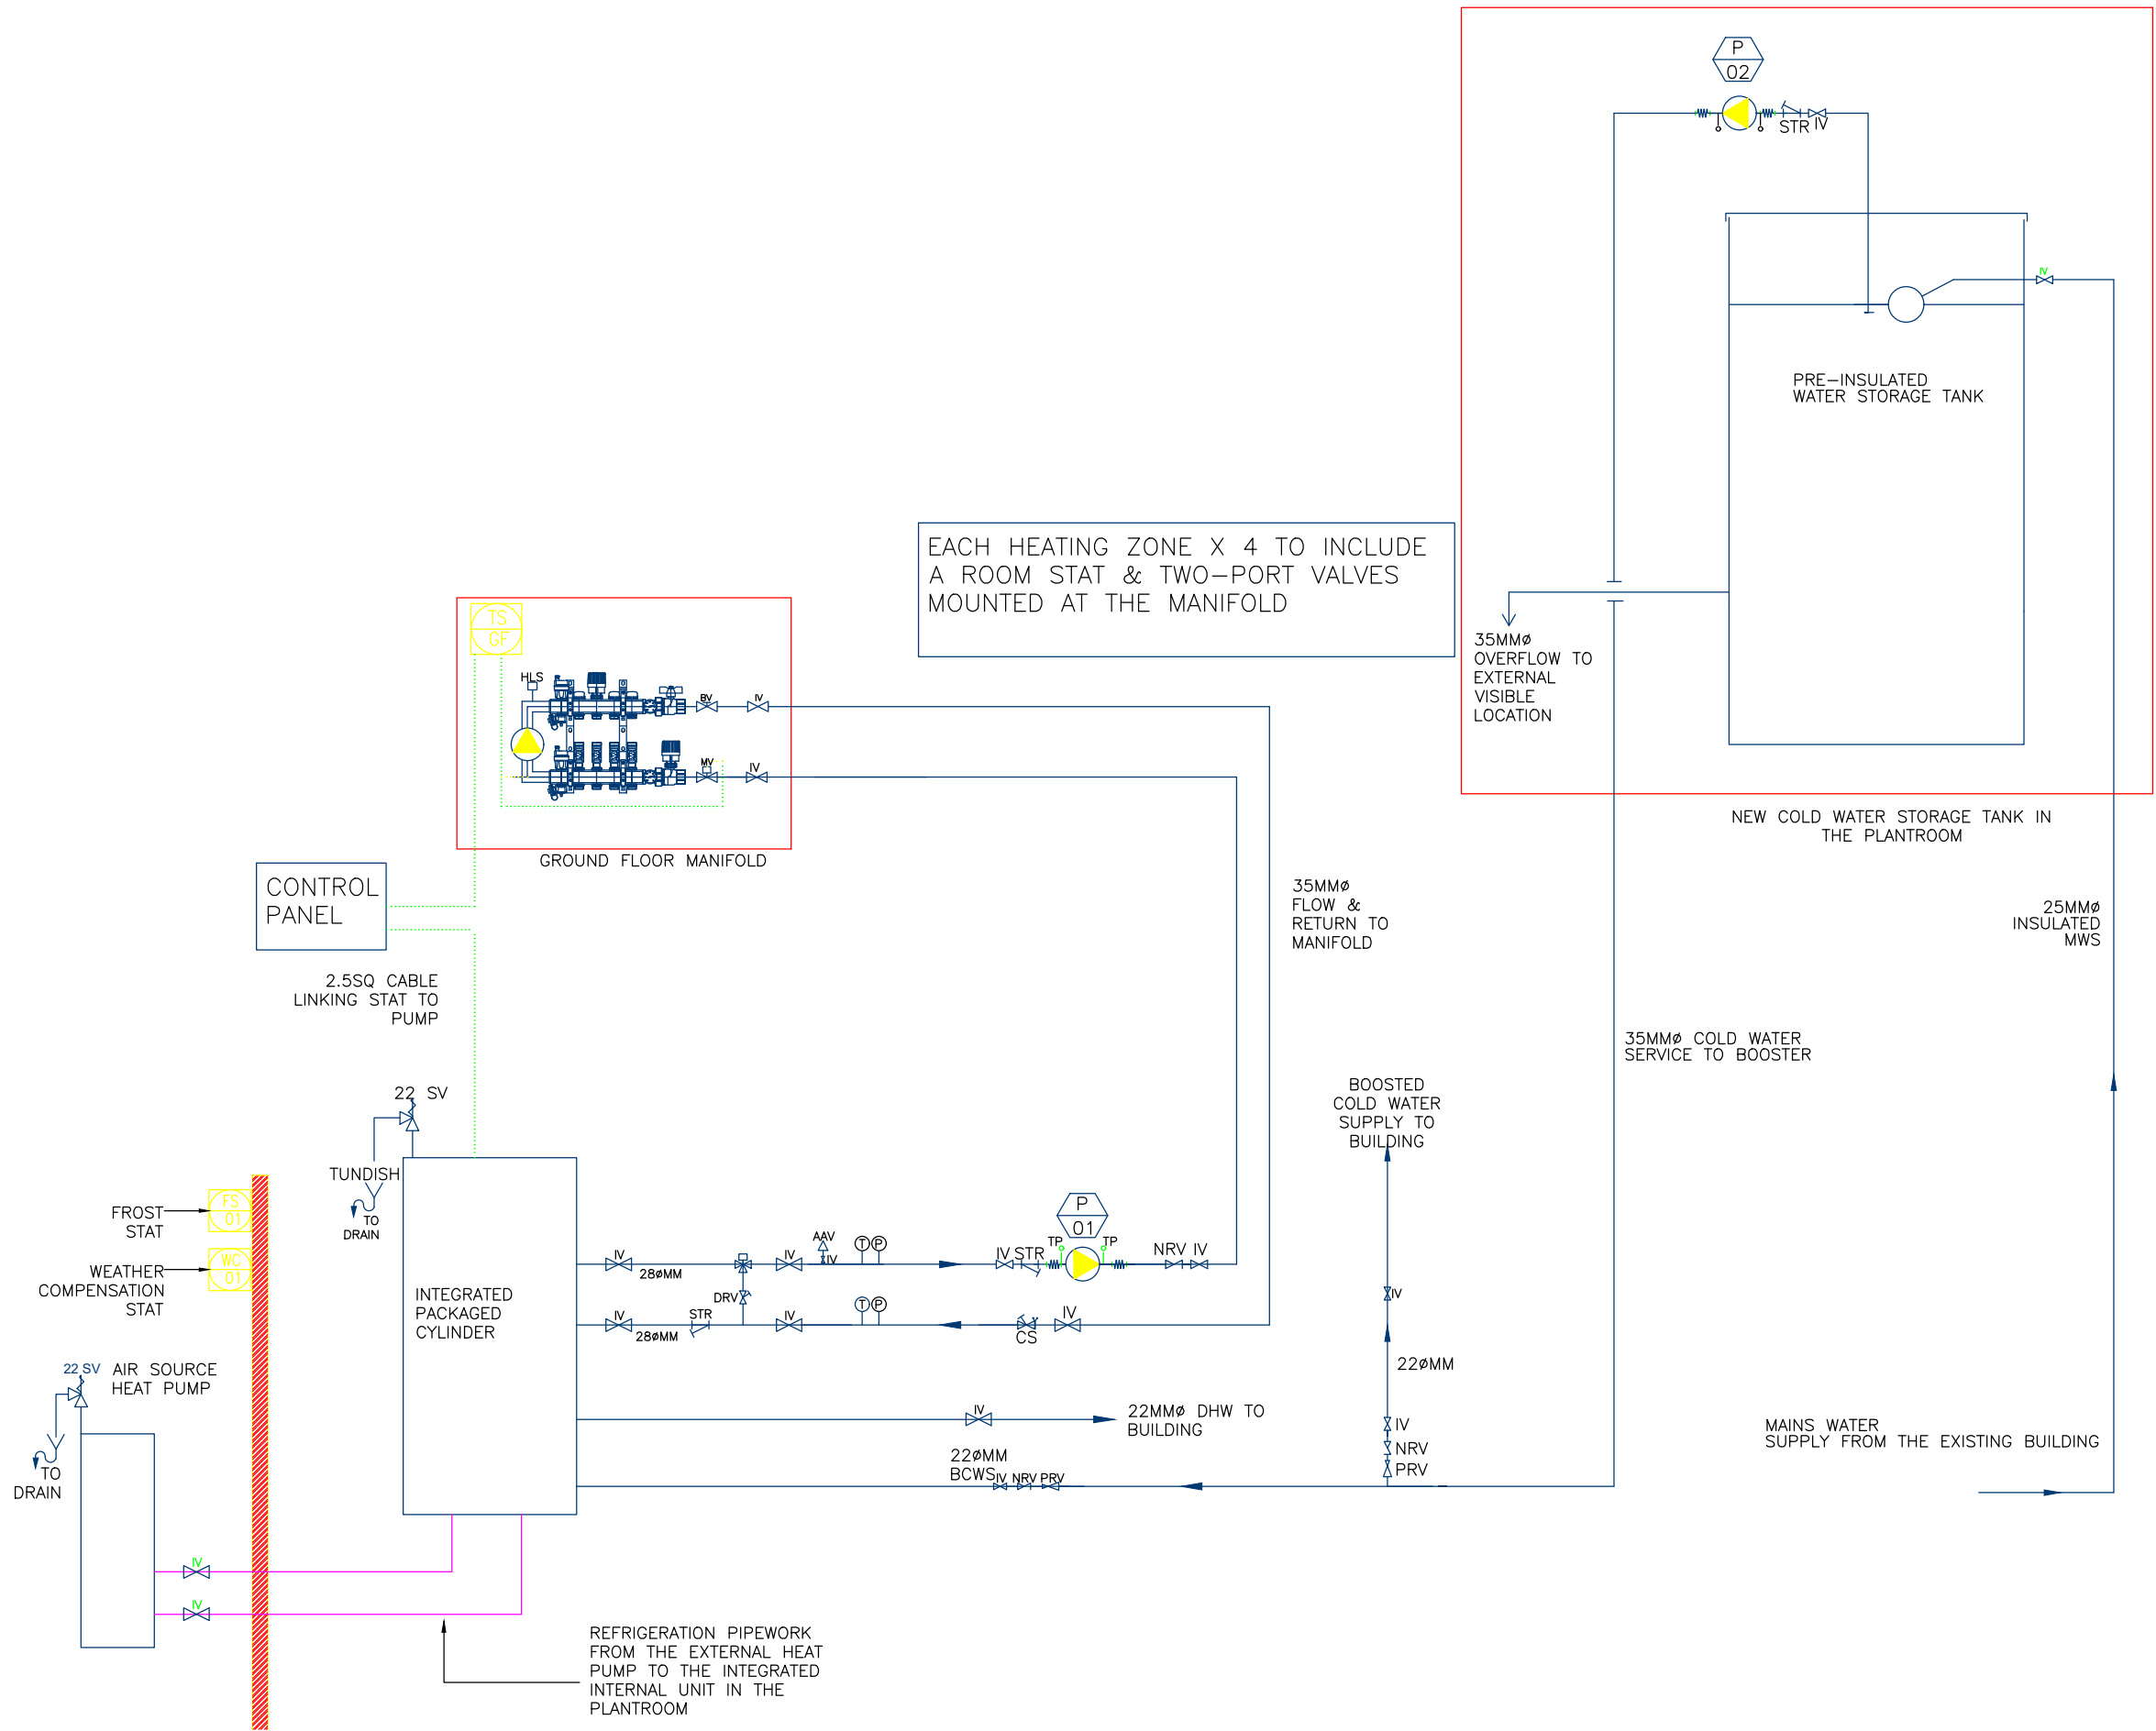 P
02
STR IV
IV
PRE-INSULATED
WATER STORAGE TANK
EACH HEATING ZONE X 4 TO INCLUDE
A ROOM STAT & TWO-PORT VALVES
MOUNTED AT THE MANIFOLD
35MMø
OVERFLOW TO
EXTERNAL
VISIBLE
LOCATION
NEW COLD WATER STORAGE TANK IN
THE PLANTROOM
TS
GF
HLS
BV
IV
MV
IV
GROUND FLOOR MANIFOLD
CONTROL
PANEL
2.5SQ CABLE
LINKING STAT TO
PUMP
35MMø
FLOW &
RETURN TO
MANIFOLD
25MMø
INSULATED
MWS
35MMø COLD WATER
SERVICE TO BOOSTER
BOOSTED
COLD WATER
SUPPLY TO
BUILDING
22 SV
TUNDISH
TO
DRAIN
FROST
STAT
FS
01
WEATHER
COMPENSATION
STAT
WC
01
INTEGRATED
PACKAGED
CYLINDER
IV
28øMM
IV
AAV
IV
T P
IV STR
TP
P
01
TP
NRV IV
DRV
IV
28øMM
STR
IV
T P
CS
IV
IV
22øMM
IV
NRV
PRV
22 SV
AIR SOURCE
HEAT PUMP
TO
DRAIN
IV
22MMø DHW TO
BUILDING
22øMM
BCWS
IV NRV PRV
MAINS WATER
SUPPLY FROM THE EXISTING BUILDING
IV
IV
REFRIGERATION PIPEWORK
FROM THE EXTERNAL HEAT
PUMP TO THE INTEGRATED
INTERNAL UNIT IN THE
PLANTROOM